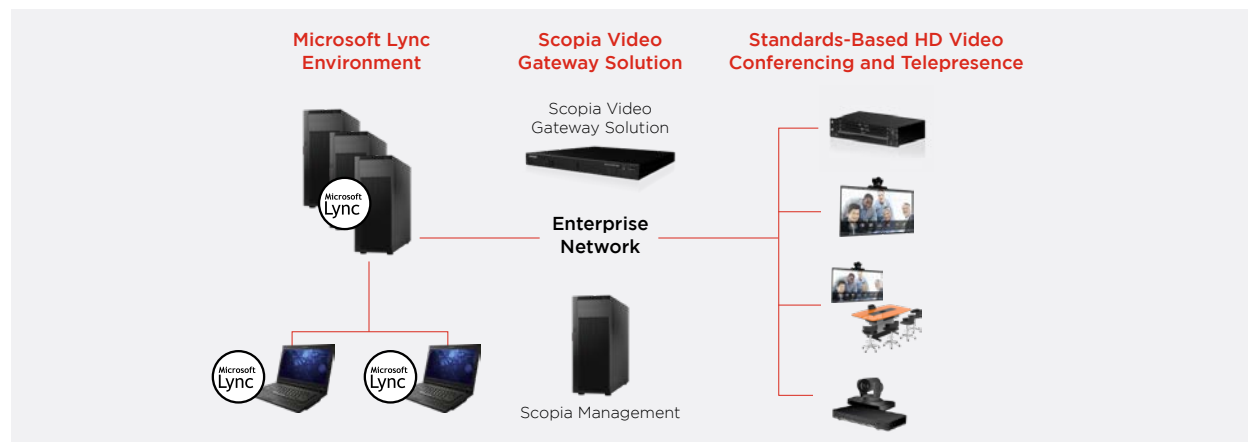 Microsoft Lync
Environment
Scopia Video
Gateway Solution
Standards-Based HD Video
Conferencing and Telepresence
Scopia Video
Gateway Solution
Microsoft
Lync
Enterprise
Network
Microsoft
Lync
Microsoft
Lync
Scopia Management